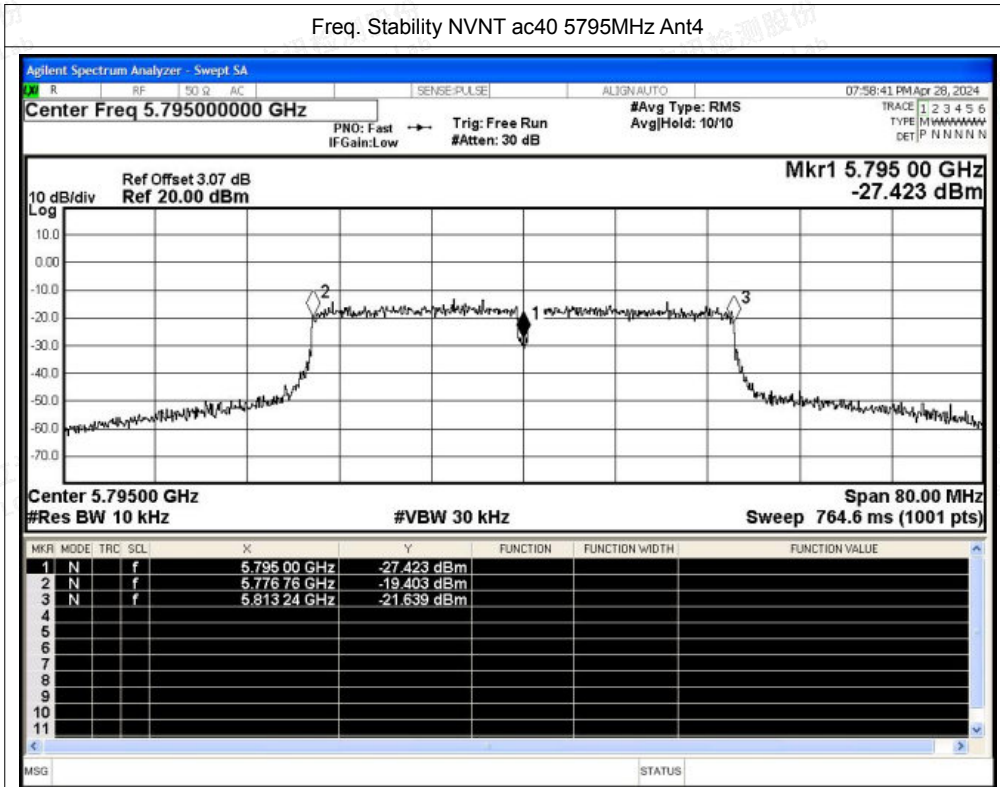 Freq. Stability NVNT ac40 5795MHz Ant4
Agilent Spectrum Analyzer - Swept SA
LXI R RF 50 Ω AC SENSE:PULSE ALIGNAUTO 07:58:41 PM Apr 28, 2024
Center Freq 5.795000000 GHz
PNO: Fast
IFGain:Low
Trig: Free Run
#Atten: 30 dB
#Avg Type: RMS
Avg|Hold: 10/10
TRACE 1 2 3 4 5 6
TYPE M
DET P N N N N N
Mkr1 5.795 00 GHz
-27.423 dBm
Ref Offset 3.07 dB
10 dB/div Ref 20.00 dBm
Log
10.0
0.00
-10.0
-20.0
-30.0
-40.0
-50.0
-60.0
-70.0
2
1
3
Center 5.79500 GHz Span 80.00 MHz
#Res BW 10 kHz #VBW 30 kHz Sweep 764.6 ms (1001 pts)
MKR MODE TRC SCL X Y FUNCTION FUNCTION WIDTH FUNCTION VALUE
1 N f 5.795 00 GHz -27.423 dBm
2 N f 5.776 76 GHz -19.403 dBm
3 N f 5.813 24 GHz -21.639 dBm
4
5
6
7
8
9
10
11
MSG STATUS